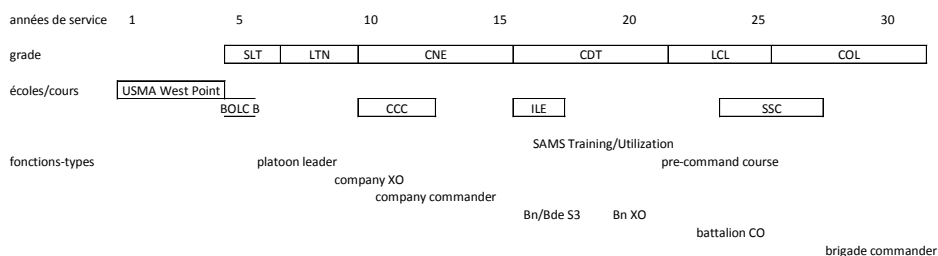 années de service 1 5 10 15 20 25 30
grade SLT LTN CNE CDT LCL COL
écoles/cours USMA West Point
BOLC B CCC ILE SSC
SAMS Training/Utilization
fonctions-types platoon leader pre-command course
company XO
company commander
Bn/Bde S3 Bn XO
battalion CO
brigade commander